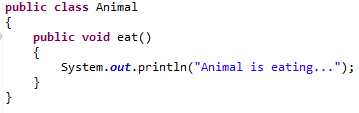 public class Animal
{
    public void eat()
    {
        System.out.println("Animal is eating...");
    }
}